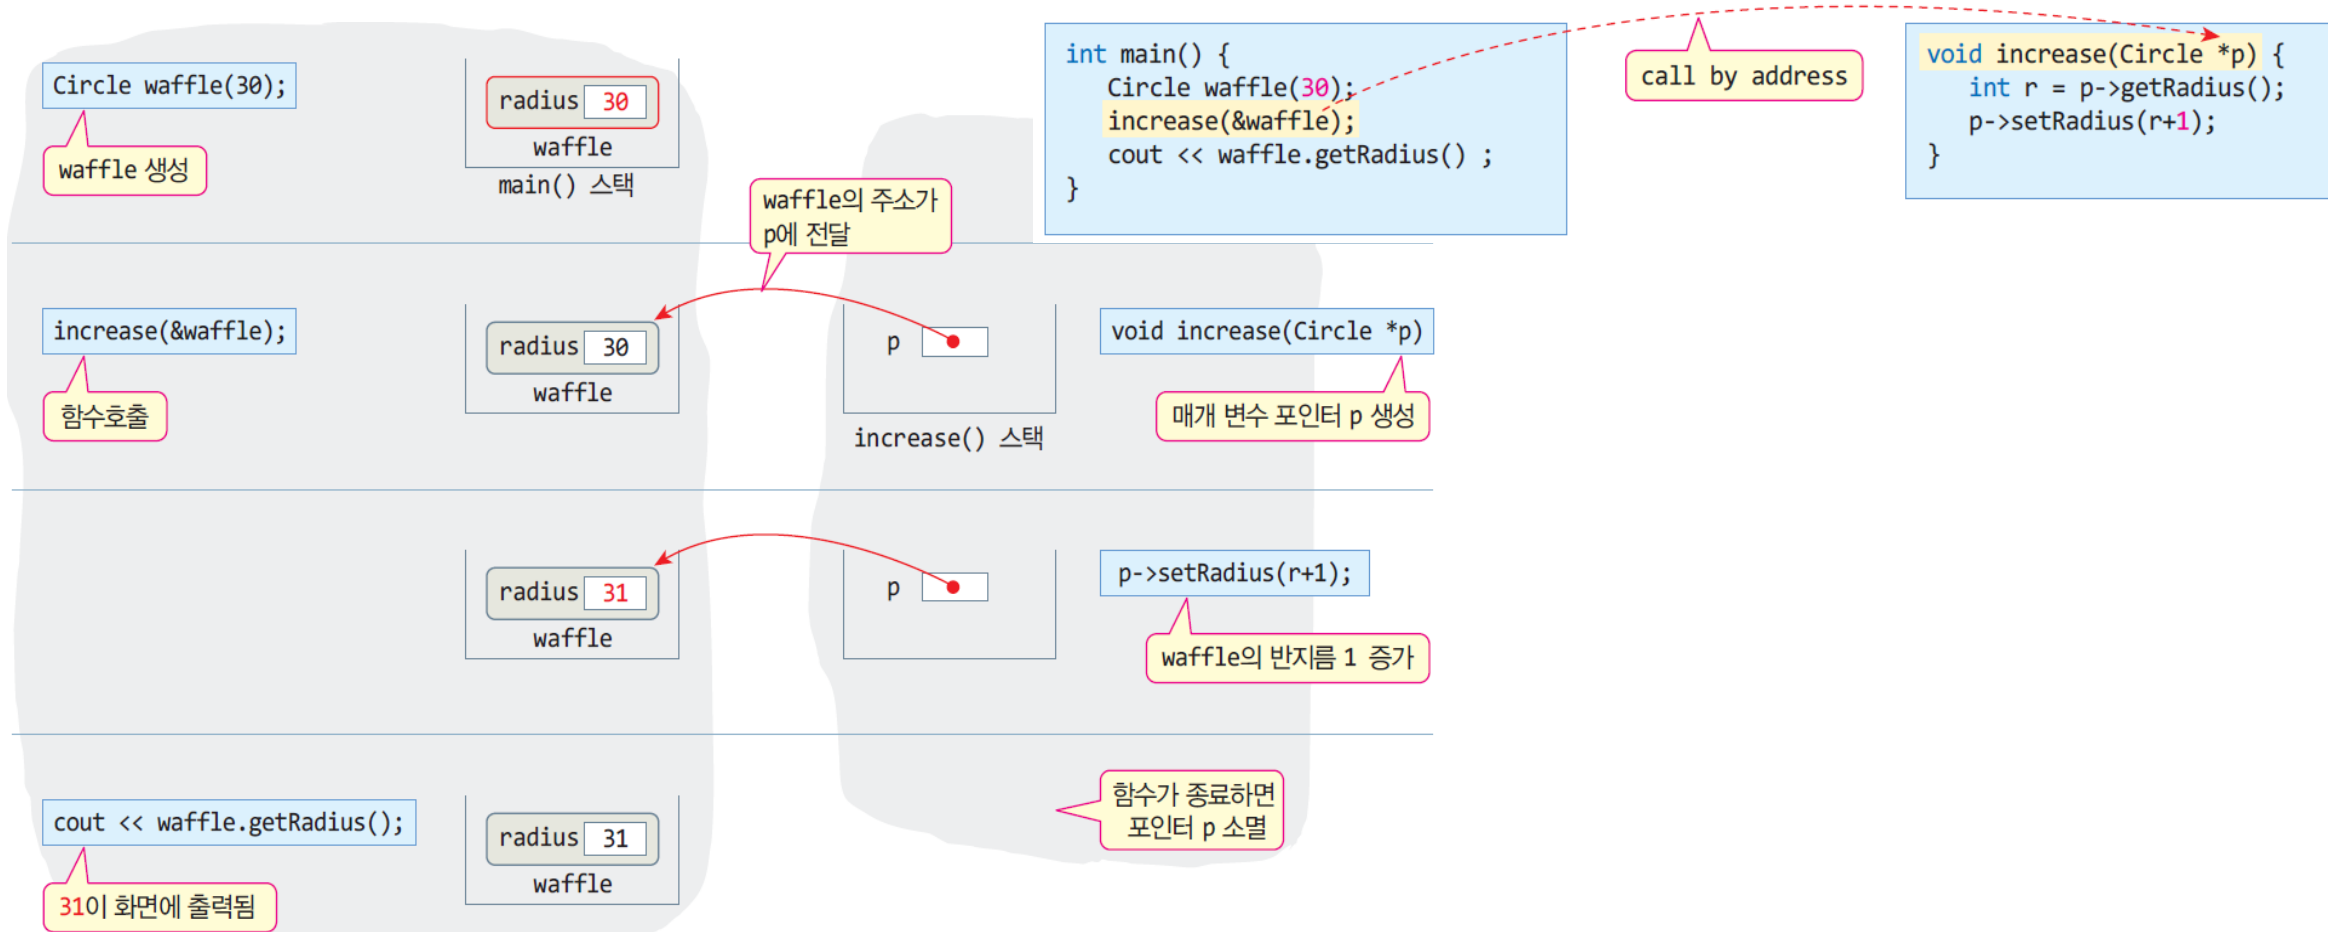 int main() {
Circle waffle(30);
increase(&waffle);
cout << waffle.getRadius() ;
}
call by address
void increase(Circle *p) {
int r = p->getRadius();
p->setRadius(r+1);
}
Circle waffle(30);
waffle 생성
radius 30
waffle
main() 스택
waffle의 주소가
p에 전달
increase(&waffle);
함수호출
radius 30
waffle
p
increase() 스택
void increase(Circle *p)
매개 변수 포인터 p 생성
radius 31
waffle
p
p->setRadius(r+1);
waffle의 반지름 1 증가
cout << waffle.getRadius();
31이 화면에 출력됨
radius 31
waffle
함수가 종료하면
포인터 p 소멸